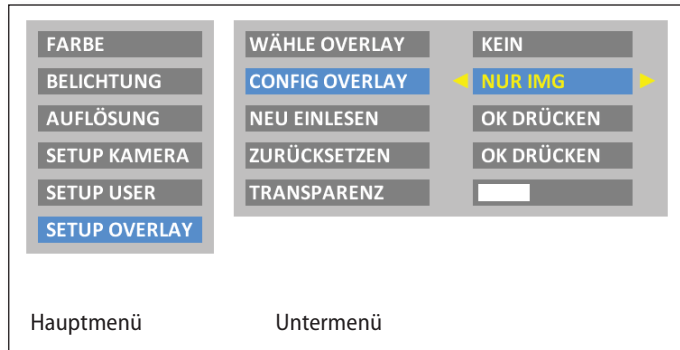 FARBE
BELICHTUNG
AUFLÖSUNG
SETUP KAMERA
SETUP USER
SETUP OVERLAY
WÄHLE OVERLAY KEIN
CONFIG OVERLAY NUR IMG
NEU EINLESEN OK DRÜCKEN
ZURÜCKSETZEN OK DRÜCKEN
TRANSPARENZ
Hauptmenü Untermenü